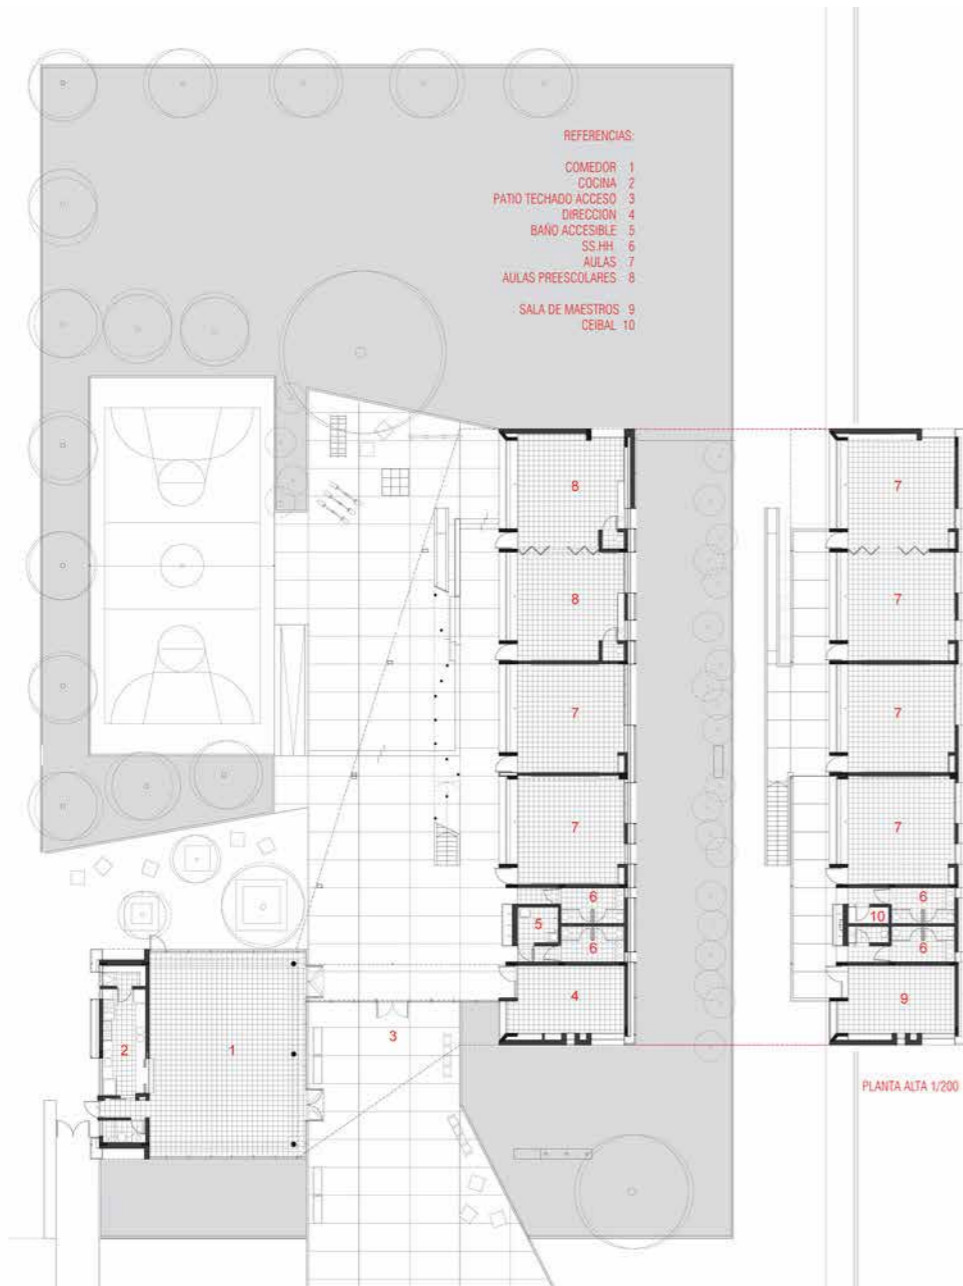 REFERENCIAS:
COMEDOR 1
COCINA 2
PATIO TECHADO ACCESO 3
DIRECCION 4
BAÑO ACCESIBLE 5
SS.HH 6
AULAS 7
AULAS PREESCOLARES 8
SALA DE MAESTROS 9
CEIBAL 10
8
7
8
7
7
7
7
7
6
6
5
10
6
6
4
9
3
2
1
PLANTA ALTA 1/200